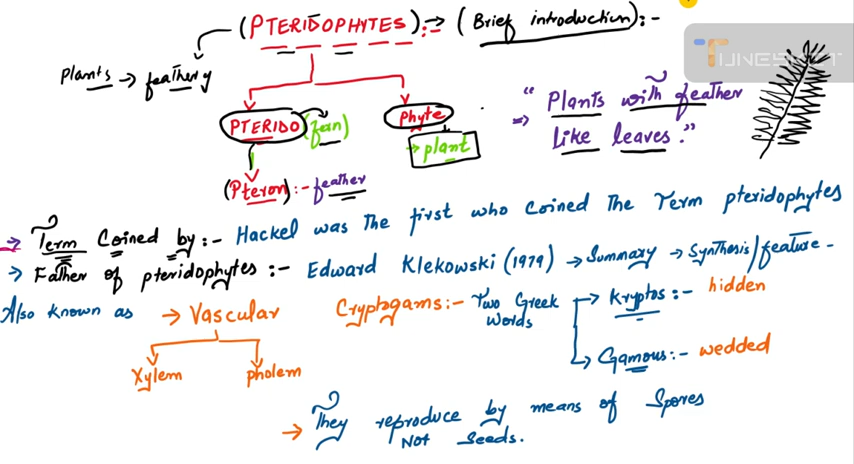 (PTERIDOPHYTES) :- → (Brief introduction) :-
Plants → feathery
PTERIDO (fan)
Phyte
→ plant
(Pteron) :- feather
⇒ "Plants with feather
like leaves."
→ Term Coined by :- Hackel was The first who coined The Term pteridophytes
→ Father of pteridophytes :- Edward Klekowski (1979) → Summary → Synthesis/feature -
Also known as → Vascular Cryptogams :- Two Greek Words
→ Kryptos :- hidden
→ Gamous :- wedded
Xylem pholem
→ They reproduce by means of Spores
Not Seeds.